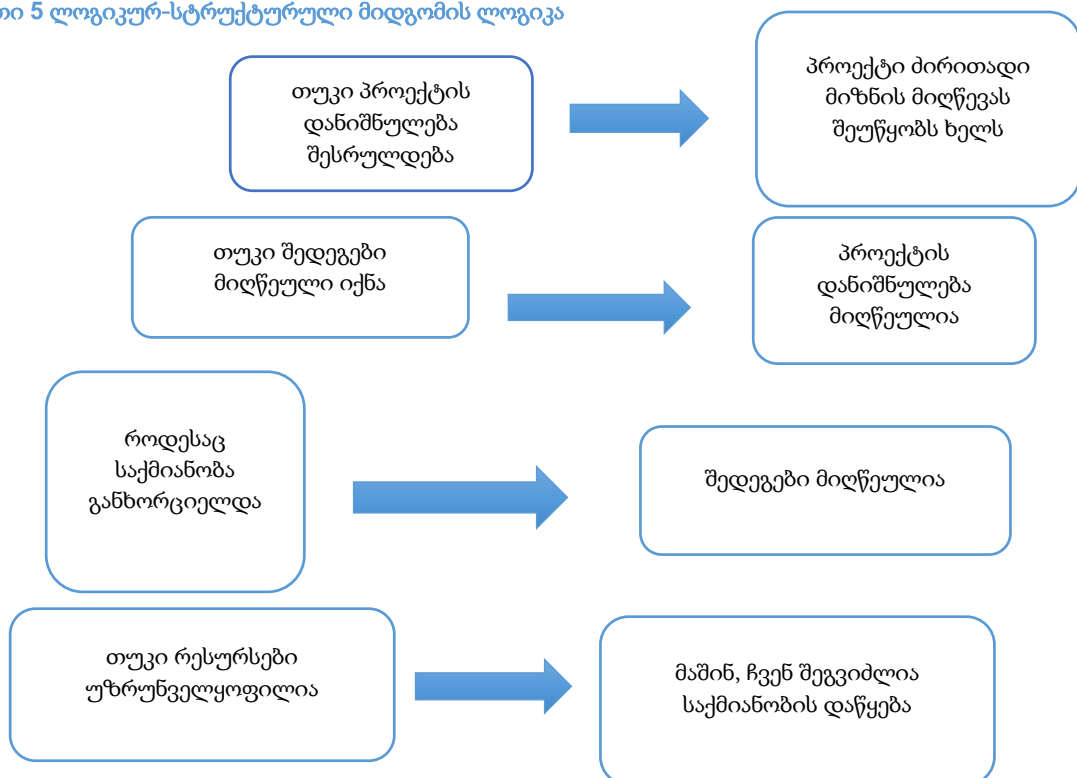 5 ლოგიკურ-სტრუქტურული მიდგომის ლოგიკა
თუკი პროექტის
დანიშნულება
შესრულდება
პროექტი ძირითადი
მიზნის მიღწევას
შეუწყობს ხელს
თუკი შედეგები
მიღწეული იქნა
პროექტის
დანიშნულება
მიღწეულია
როდესაც
საქმიანობა
განხორციელდა
შედეგები მიღწეულია
თუკი რესურსები
უზრუნველყოფილია
მაშინ, ჩვენ შეგვიძლია
საქმიანობის დაწყება